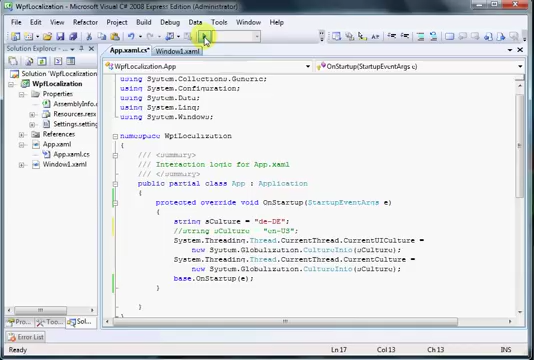 WpfLocalization - Microsoft Visual C# 2008 Express Edition (Administrator)
File Edit View Refactor Project Build Debug Data Tools Window Help
Solution Explorer - WpfLocalization
Solution 'WpfLocalization'
WpfLocalization
Properties
AssemblyInfo.c
Resources.resx
Settings.setting
References
App.xaml
App.xaml.cs
Window1.xaml
Pro... Too... Sol...
App.xaml.cs* Window1.xaml
WpfLocalization.App OnStartup(StartupEventArgs e)
using System.Collections.Generic;
using System.Configuration;
using System.Data;
using System.Linq;
using System.Windows;
namespace WpfLocalization
{
/// <summary>
/// Interaction logic for App.xaml
/// </summary>
public partial class App : Application
{
protected override void OnStartup(StartupEventArgs e)
{
string sCulture = "de-DE";
//string sCulture = "en-US";
System.Threading.Thread.CurrentThread.CurrentUICulture =
new System.Globalization.CultureInfo(sCulture);
System.Threading.Thread.CurrentThread.CurrentCulture =
new System.Globalization.CultureInfo(sCulture);
base.OnStartup(e);
}
}
Error List
Ready Ln 17 Col 13 Ch 13 INS